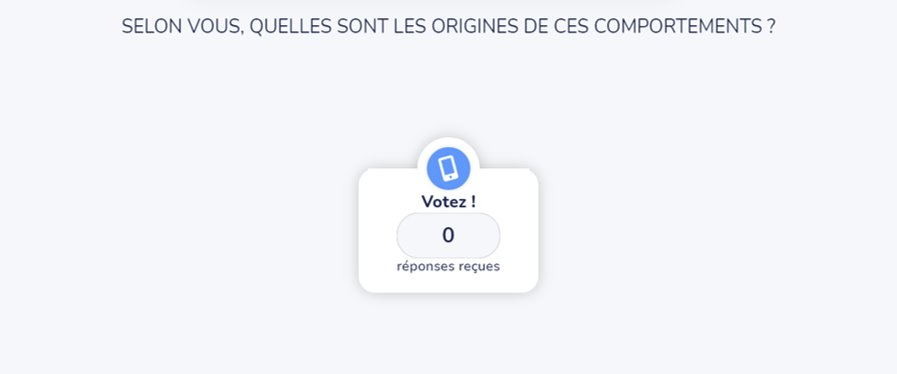 SELON VOUS, QUELLES SONT LES ORIGINES DE CES COMPORTEMENTS ?
Votez !
0
réponses reçues